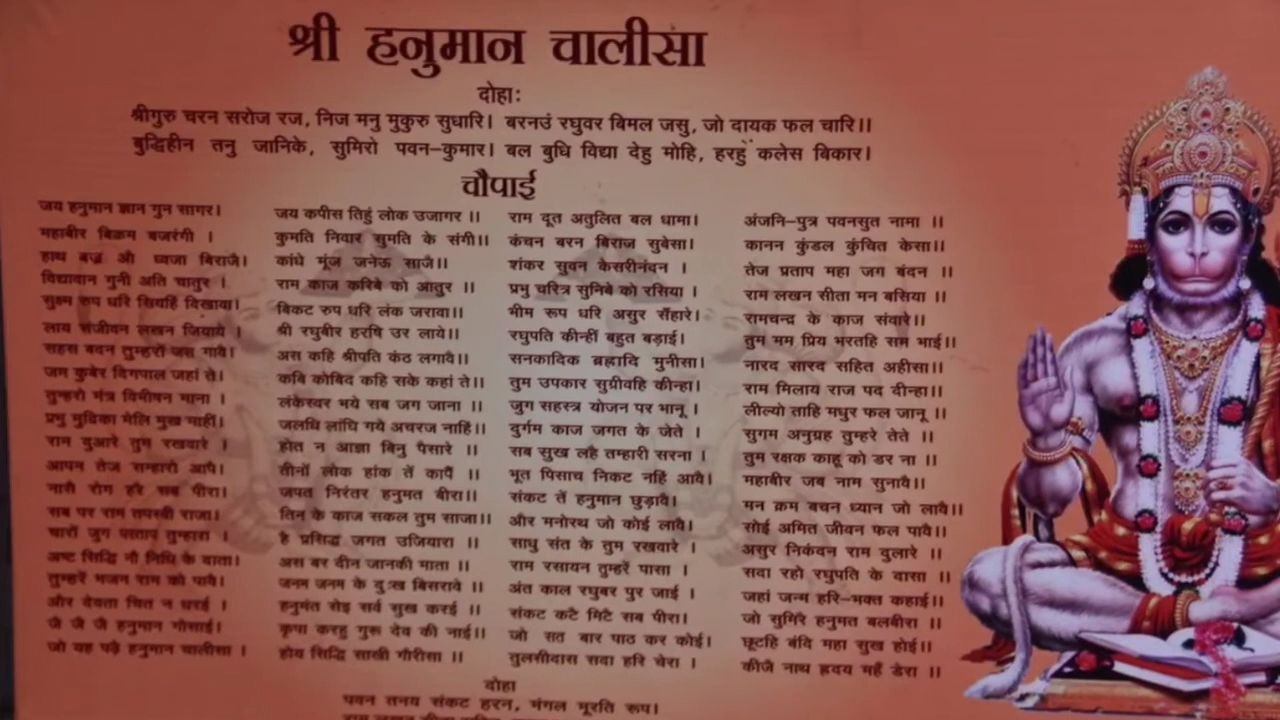 श्री हनुमान चालीसा
दोहाः
श्रीगुरु चरन सरोज रज, निज मनु मुकुरु सुधारि। बरनउं रघुवर बिमल जसु, जो दायक फल चारि।।
बुद्धिहीन तनु जानिके, सुमिरो पवन-कुमार। बल बुधि विद्या देहु मोहि, हरहुं कलेस बिकार।
चौपाई
जय हनुमान ज्ञान गुन सागर। जय कपीस तिहुं लोक उजागर ।। राम दूत अतुलित बल धामा। अंजनि-पुत्र पवनसुत नामा ।।
महाबीर बिक्रम बजरंगी । कुमति निवार सुमति के संगी।। कंचन बरन बिराज सुबेसा। कानन कुंडल कुंचित केसा।।
हाथ बज्र औ ध्वजा बिराजै। कांधे मूंज जनेऊ साजै।। शंकर सुवन केसरीनंदन । तेज प्रताप महा जग बंदन ।।
विद्यावान गुनी अति चातुर । राम काज करिबे को आतुर ।। प्रभु चरित्र सुनिबे को रसिया । राम लखन सीता मन बसिया ।।
सुक्ष्म रुप धरि सियहिं दिखावा। बिकट रुप धरि लंक जरावा।। भीम रूप धरि असुर सँहारे। रामचन्द्र के काज संवारे।।
लाय संजीवन लखन जियाये । श्री रघुबीर हरषि उर लाये।। रघुपति कीन्हीं बहुत बड़ाई। तुम मम प्रिय भरतहि सम भाई।।
सहस बदन तुम्हरों जस गावै। अस कहि श्रीपति कंठ लगावै।। सनकादिक ब्रह्मादि मुनीसा। नारद सारद सहित अहीसा।।
जम कुबेर दिगपाल जहां ते। कबि कोबिद कहि सके कहां ते।। तुम उपकार सुग्रीवहि कीन्हा। राम मिलाय राज पद दीन्हा।।
तुम्हरो मंत्र विभीषन माना । लंकेस्वर भये सब जग जाना ।। जुग सहस्त्र योजन पर भानू । लील्यो ताहि मधुर फल जानू ।।
प्रभु मुद्रिका मेलि मुख माहीं। जलधि लांघि गये अचरज नाहिं।। दुर्गम काज जगत के जेते । सुगम अनुग्रह तुम्हरे तेते ।।
राम दुआरे तुम रखवारे । होत न आज्ञा बिनु पैसारे ।। सब सुख लहै तम्हारी सरना । तुम रक्षक काहू को डर ना ।।
आपन तेज सम्हारो आपै। तीनों लोक हांक तें कापैं ।। भूत पिसाच निकट नहिं आवै। महाबीर जब नाम सुनावै।।
नासै रोग हरे सब पीरा। जपत निरंतर हनुमत बीरा।। संकट तें हनुमान छुड़ावै। मन क्रम बचन ध्यान जो लावै।।
सब पर राम तपस्वी राजा। तिन के काज सकल तुम साजा।। और मनोरथ जो कोई लावै। सोई अमित जीवन फल पावै।।
चारों जुग परताप तुम्हारा । है प्रसिद्ध जगत उजियारा ।। साधु संत के तुम रखवारे । असुर निकंदन राम दुलारे ।।
अष्ट सिद्धि नौ निधि के दाता। अस बर दीन जानकी माता ।। राम रसायन तुम्हरें पासा । सदा रहो रघुपति के दासा ।।
तुम्हरें भजन राम को पावै। जनम जनम के दुःख बिसरावे ।। अंत काल रघुबर पुर जाई । जहां जन्म हरि-भक्त कहाई।।
और देवता चित न धरई । हनुमंत सेइ सर्व सुख करई ।। संकट कटै मिटै सब पीरा। जो सुमिरै हनुमत बलबीरा ।।
जै जै जै हनुमान गोसाई। कृपा करहु गुरू देव की नाई।। जो सत बार पाठ कर कोई। छूटहि बंदि महा सुख होई।।
जो यह पढ़ै हनुमान चालीसा । होय सिद्धि साखी गौरीसा ।। तुलसीदास सदा हरि चेरा । कीजै नाथ ह्रदय महँ डेरा ।।
दोहा
पवन तनय संकट हरन, मंगल मूरति रूप।